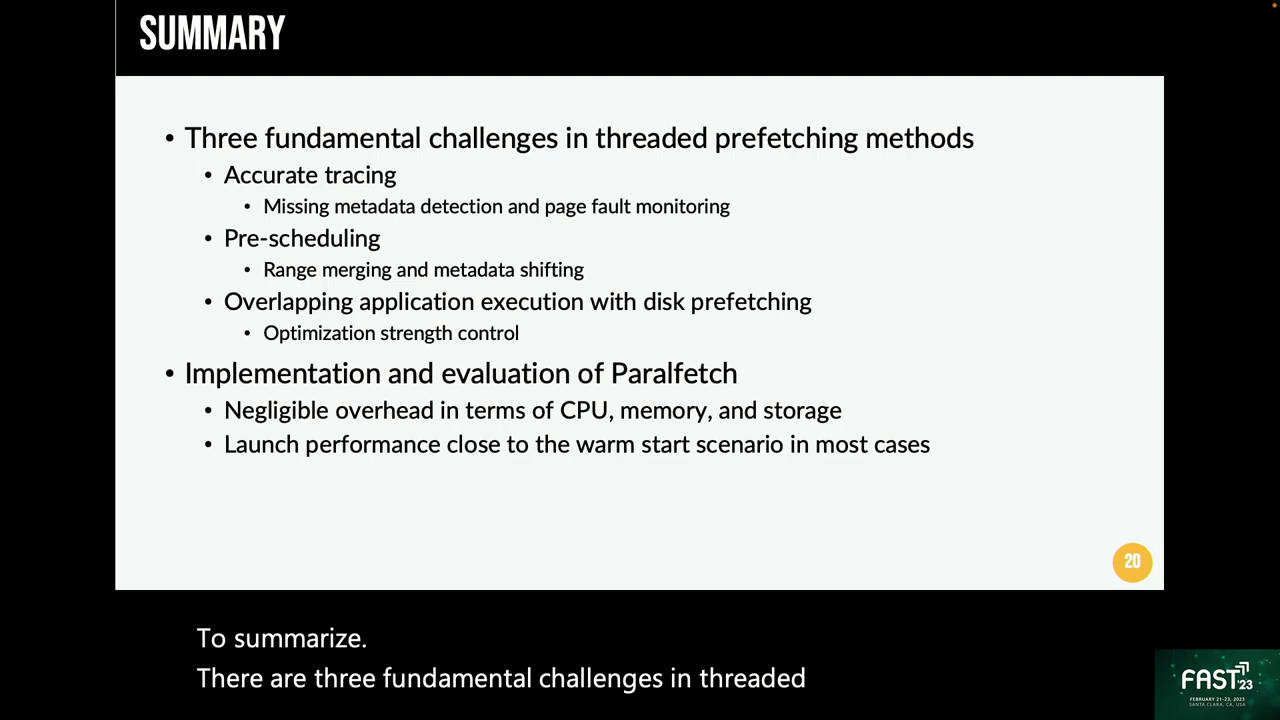 SUMMARY
• Three fundamental challenges in threaded prefetching methods
• Accurate tracing
• Missing metadata detection and page fault monitoring
• Pre-scheduling
• Range merging and metadata shifting
• Overlapping application execution with disk prefetching
• Optimization strength control
• Implementation and evaluation of Paralfetch
• Negligible overhead in terms of CPU, memory, and storage
• Launch performance close to the warm start scenario in most cases
20
To summarize.
There are three fundamental challenges in threaded
FAST '23
FEBRUARY 21–23, 2023
SANTA CLARA, CA, USA